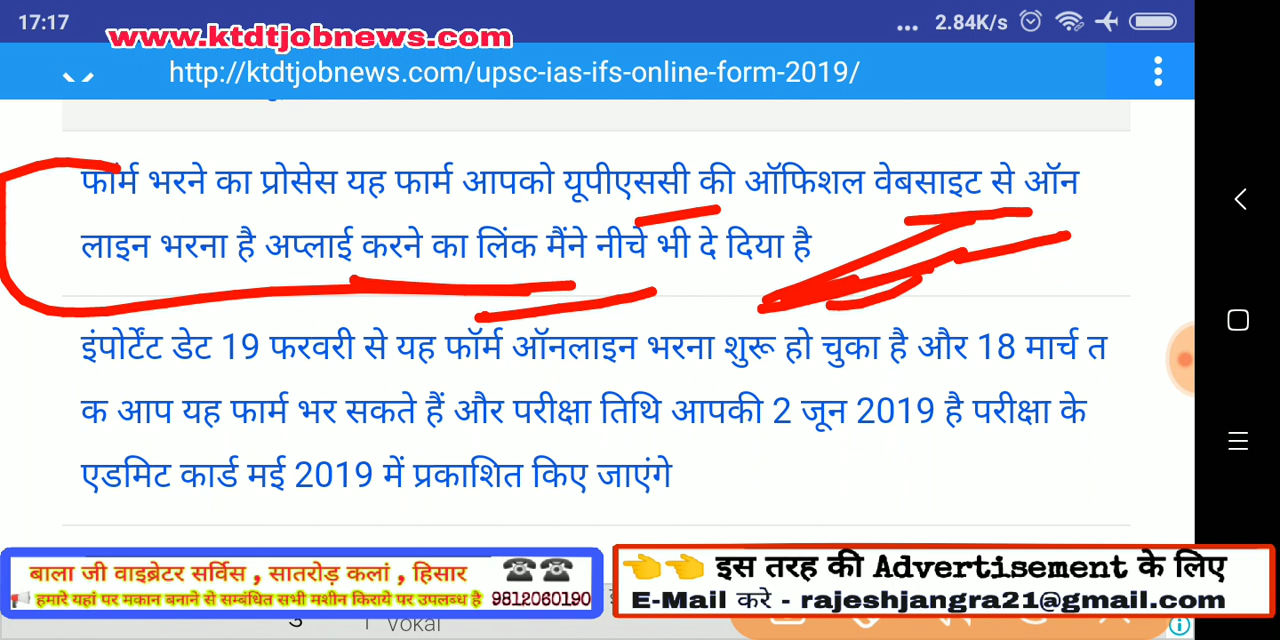 17:17
... 2.84K/s
www.ktdtjobnews.com
http://ktdtjobnews.com/upsc-ias-ifs-online-form-2019/
फॉर्म भरने का प्रोसेस यह फार्म आपको यूपीएससी की ऑफिशल वेबसाइट से ऑन
लाइन भरना है अप्लाई करने का लिंक मैंने नीचे भी दे दिया है
इंपोर्टेंट डेट 19 फरवरी से यह फॉर्म ऑनलाइन भरना शुरू हो चुका है और 18 मार्च त
क आप यह फार्म भर सकते हैं और परीक्षा तिथि आपकी 2 जून 2019 है परीक्षा के
एडमिट कार्ड मई 2019 में प्रकाशित किए जाएंगे
बाला जी वाइब्रेटर सर्विस , सातरोड़ कलां , हिसार
हमारे यहां पर मकान बनाने से सम्बंधित सभी मशीन किराये पर उपलब्ध है 9812060190
इस तरह की Advertisement के लिए
E-Mail करे - rajeshjangra21@gmail.com
Vokal